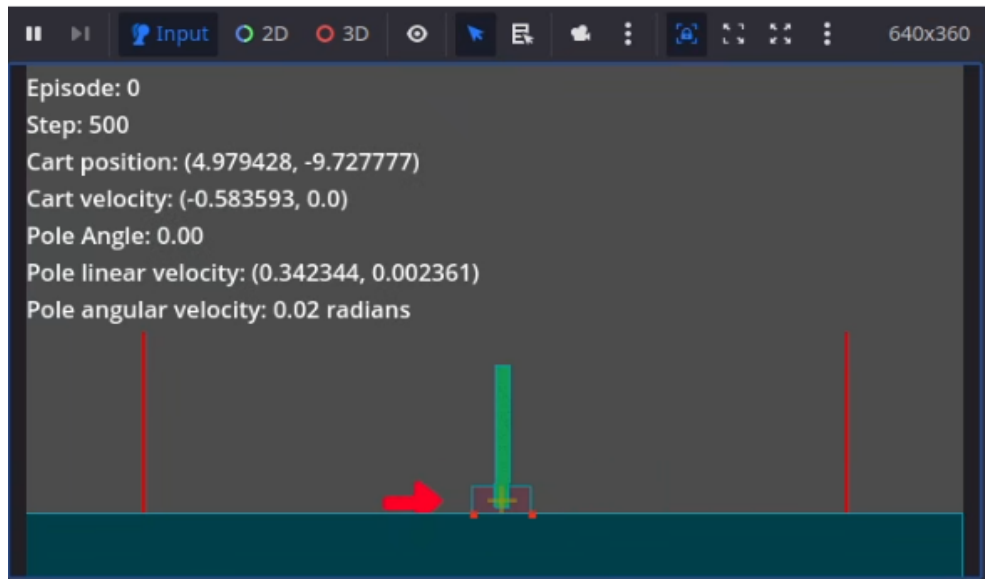 Input 2D 3D 640x360
Episode: 0
Step: 500
Cart position: (4.979428, -9.727777)
Cart velocity: (-0.583593, 0.0)
Pole Angle: 0.00
Pole linear velocity: (0.342344, 0.002361)
Pole angular velocity: 0.02 radians